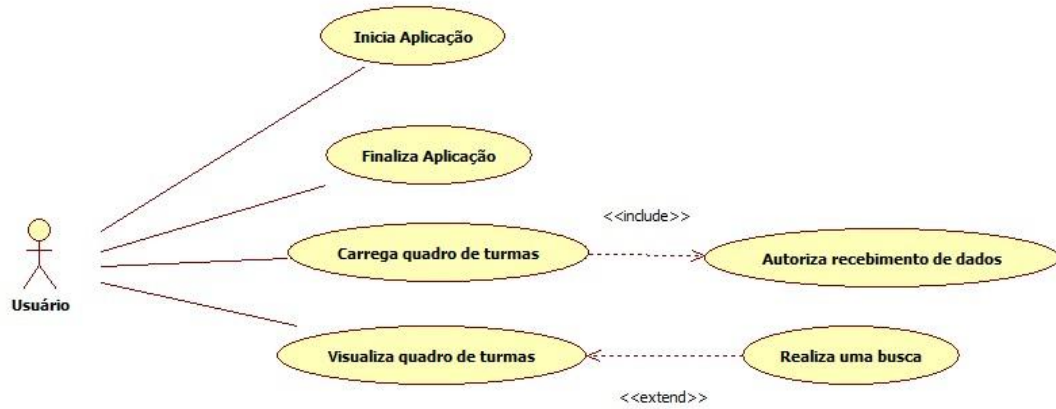 Inicia Aplicação
Finaliza Aplicação
<<include>>
Carrega quadro de turmas
Autoriza recebimento de dados
Usuário
Visualiza quadro de turmas
Realiza uma busca
<<extend>>